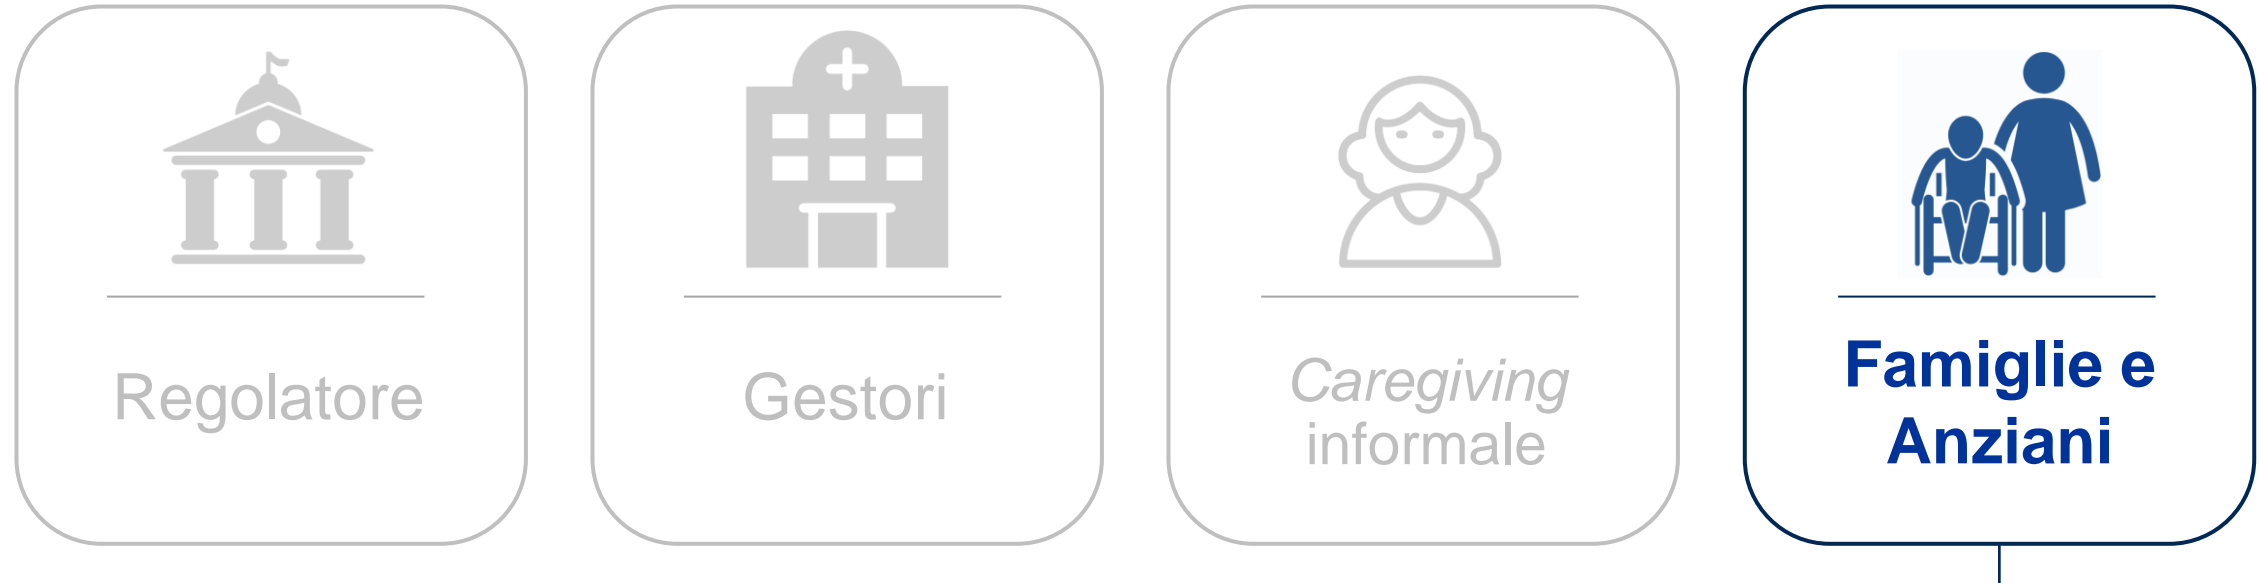 Regolatore
Gestori
Caregiving
informale
Famiglie e
Anziani